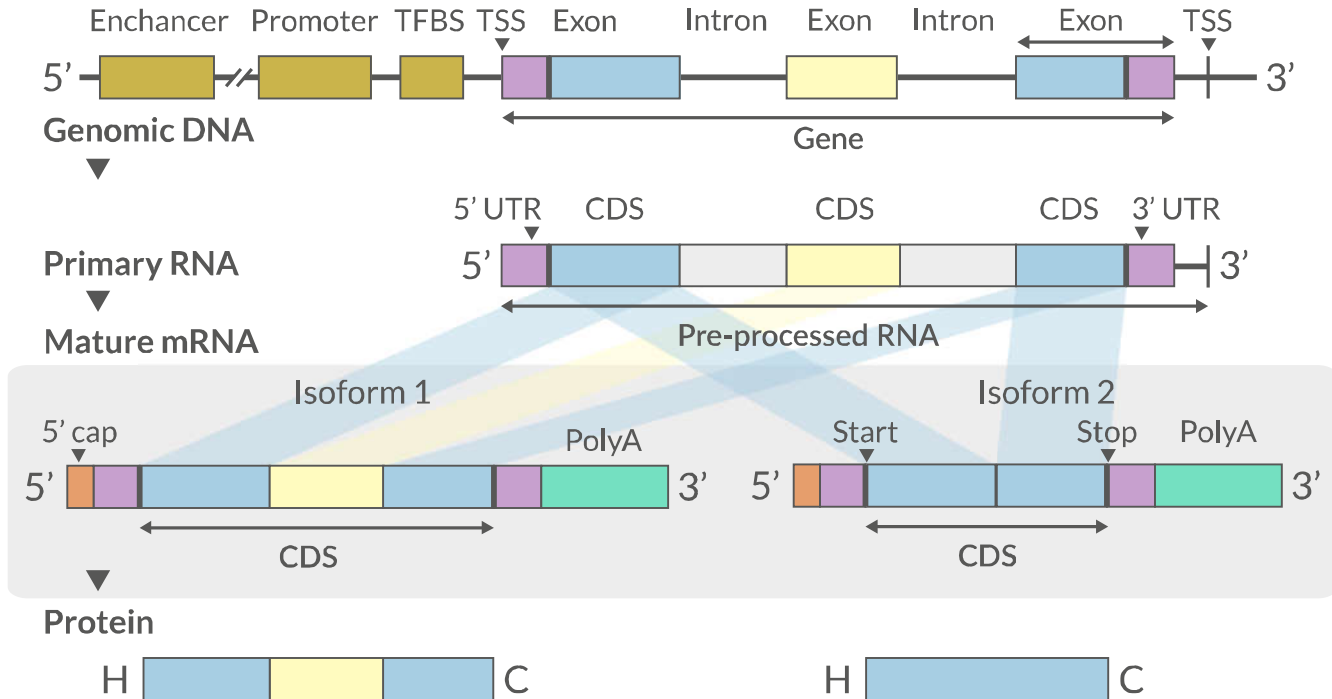 Enchancer Promoter TFBS TSS Exon Intron Exon Intron Exon TSS
5’ 3’
Genomic DNA
Gene
5’ UTR CDS CDS CDS 3’ UTR
Primary RNA 5’ 3’
Mature mRNA Pre-processed RNA
Isoform 1 Isoform 2
5’ cap PolyA Start Stop PolyA
5’ 3’ 5’ 3’
CDS CDS
Protein
H C H C